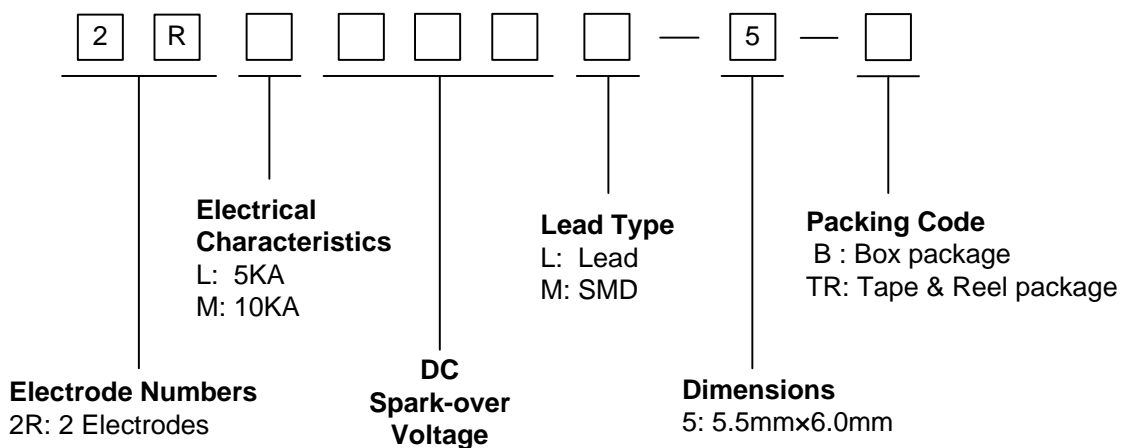 2 R — 5 —
Electrical
Characteristics
L: 5KA
M: 10KA
Lead Type
L: Lead
M: SMD
Packing Code
B : Box package
TR: Tape & Reel package
Electrode Numbers
2R: 2 Electrodes
DC
Spark-over
Voltage
Dimensions
5: 5.5mm×6.0mm